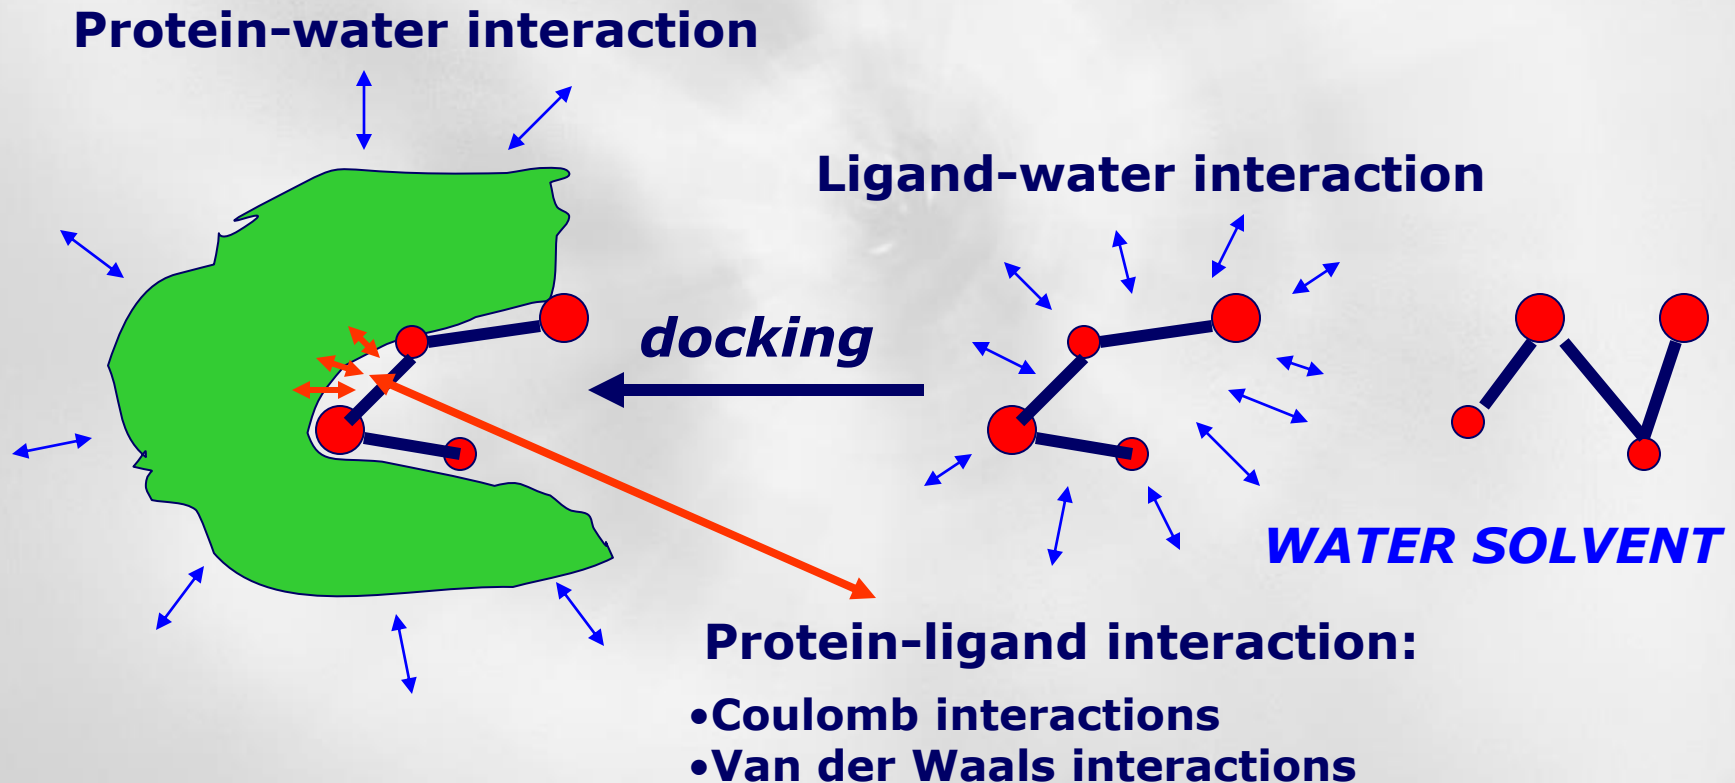 Protein-water interaction
Ligand-water interaction
docking
WATER SOLVENT
Protein-ligand interaction:
•Coulomb interactions
•Van der Waals interactions